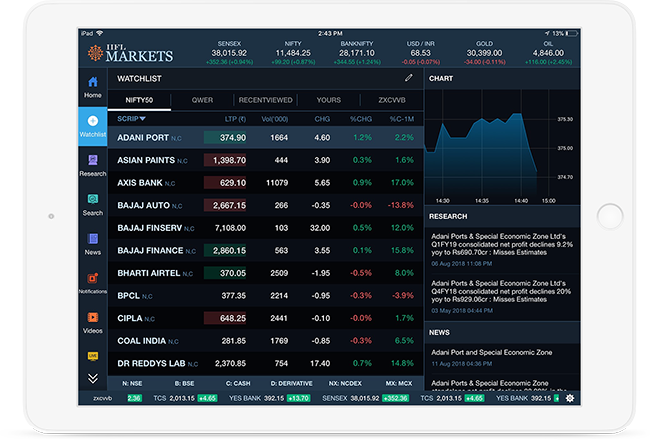 iPad
2:43 PM
13%
IIFL
MARKETS
SENSEX
38,015.92
+352.36 (+0.94%)
NIFTY
11,484.25
+99.20 (+0.87%)
BANKNIFTY
28,171.10
+344.55 (+1.24%)
USD / INR
68.53
-0.05 (-0.07%)
GOLD
30,399.00
-34.00 (-0.11%)
OIL
4,846.00
+116.00 (+2.45%)
Home
Watchlist
Research
Search
News
Notifications
Videos
LIVE
WATCHLIST
NIFTY50 QWER RECENTVIEWED YOURS ZXCVVB
SCRIP▼ LTP (₹) Vol('000) CHG %CHG %C-1M
ADANI PORT N,C 374.90 1664 4.60 1.2% 2.2%
ASIAN PAINTS N,C 1,398.70 444 3.90 0.3% 1.6%
AXIS BANK N,C 629.10 11079 5.65 0.9% 17.0%
BAJAJ AUTO N,C 2,667.15 266 -0.35 -0.0% -13.8%
BAJAJ FINSERV N,C 7,108.00 103 32.00 0.5% 12.0%
BAJAJ FINANCE N,C 2,860.15 563 3.55 0.1% 15.8%
BHARTI AIRTEL N,C 370.05 2509 -1.95 -0.5% 8.0%
BPCL N,C 377.35 2214 -0.95 -0.3% -3.9%
CIPLA N,C 648.25 2441 -0.10 -0.0% 1.7%
COAL INDIA N,C 281.85 1769 -0.85 -0.3% 6.5%
DR REDDYS LAB N,C 2,370.85 754 17.40 0.7% 14.8%
N: NSE B: BSE C: CASH D: DERIVATIVE NX: NCDEX MX: MCX
CHART
375.30
375.00
374.70
14:30 14:35 14:40 15:00
RESEARCH
Adani Ports & Special Economic Zone Ltd's
Q1FY19 consolidated net profit declines 9.2%
yoy to Rs690.70cr : Misses Estimates
06 Aug 2018 11:08 PM
Adani Ports & Special Economic Zone Ltd's
Q4FY18 consolidated net profit declines 20%
yoy to Rs929.06cr : Misses Estimates
03 May 2018 04:44 PM
NEWS
Adani Port and Special Economic Zone
11 Aug 2018 04:36 PM
Adani Ports & Special Economic Zone
zxcvvb 2.36 TCS 2,013.15 +4.65 YES BANK 392.15 +13.70 SENSEX 38,015.92 +352.36 TCS 2,013.15 +4.65 YES BANK 392.15